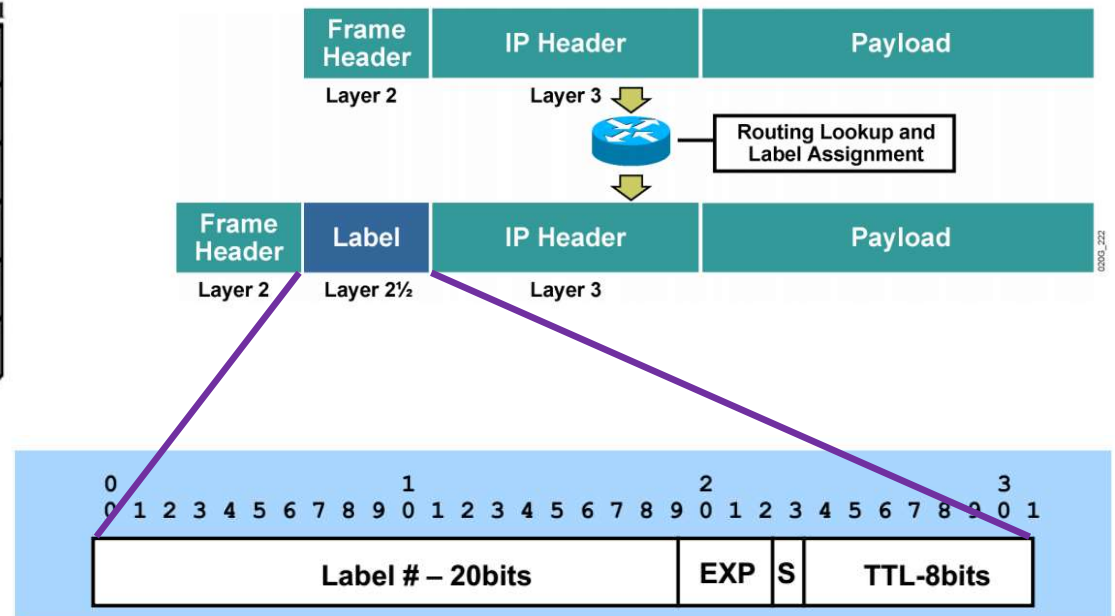 Frame Header IP Header Payload
Layer 2 Layer 3
Routing Lookup and
Label Assignment
Frame Header Label IP Header Payload
Layer 2 Layer 2½ Layer 3
020G_222
0 1 2 3
0 1 2 3 4 5 6 7 8 9 0 1 2 3 4 5 6 7 8 9 0 1 2 3 4 5 6 7 8 9 0 1
Label # – 20bits EXP S TTL-8bits